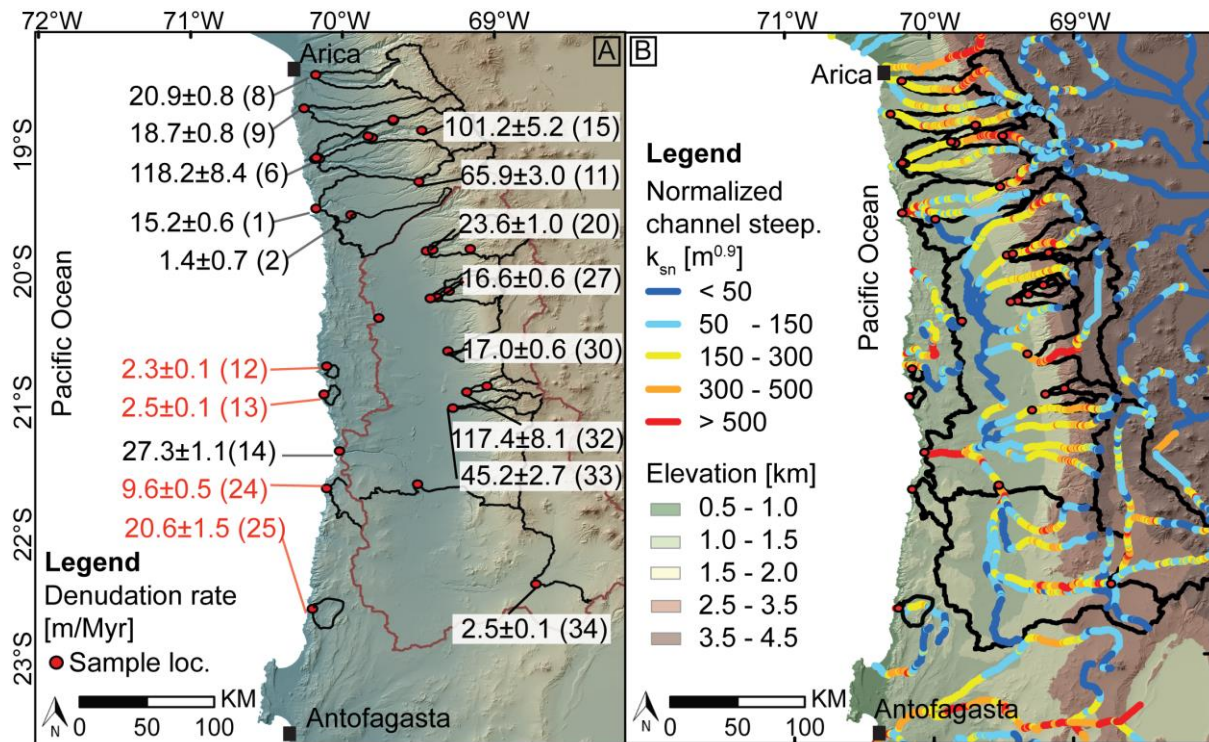 72°W 71°W 70°W 69°W
71°W 70°W 69°W
A
B
Arica
Arica
20.9±0.8 (8)
18.7±0.8 (9)
101.2±5.2 (15)
19°S
118.2±8.4 (6)
65.9±3.0 (11)
15.2±0.6 (1)
23.6±1.0 (20)
1.4±0.7 (2)
20°S
16.6±0.6 (27)
17.0±0.6 (30)
Pacific Ocean
2.3±0.1 (12)
2.5±0.1 (13)
21°S
117.4±8.1 (32)
27.3±1.1(14)
45.2±2.7 (33)
9.6±0.5 (24)
20.6±1.5 (25)
22°S
2.5±0.1 (34)
23°S
Legend
Denudation rate
[m/Myr]
Sample loc.
N
0 50 100 KM
Antofagasta
Legend
Normalized
channel steep.
ksn [m0.9]
< 50
50 - 150
150 - 300
300 - 500
> 500
Elevation [km]
0.5 - 1.0
1.0 - 1.5
1.5 - 2.0
2.5 - 3.5
3.5 - 4.5
Pacific Ocean
N
0 50 100 KM
Antofagasta